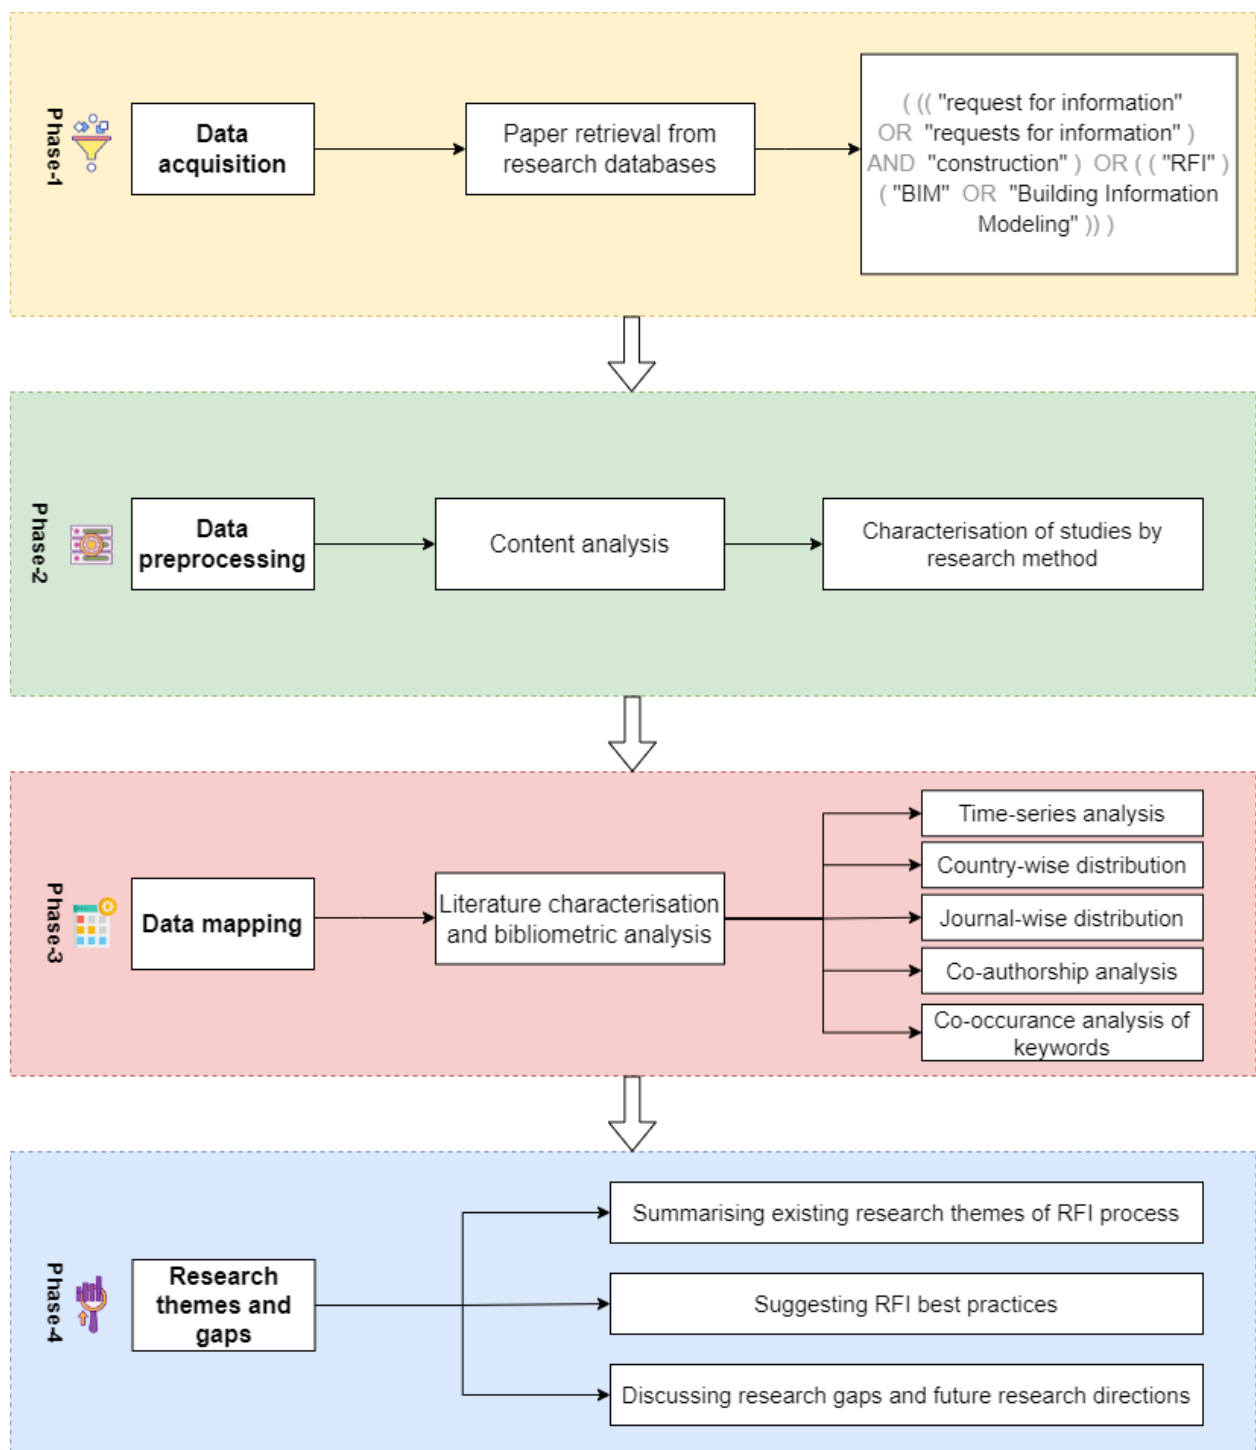 Phase-1
Data
acquisition
Paper retrieval from
research databases
( (( "request for information"
OR "requests for information" )
AND "construction" ) OR ( ( "RFI" )
( "BIM" OR "Building Information
Modeling" )) )
Phase-2
Data
preprocessing
Content analysis
Characterisation of studies by
research method
Phase-3
Data mapping
Literature characterisation
and bibliometric analysis
Time-series analysis
Country-wise distribution
Journal-wise distribution
Co-authorship analysis
Co-occurance analysis of
keywords
Phase-4
Research
themes and
gaps
Summarising existing research themes of RFI process
Suggesting RFI best practices
Discussing research gaps and future research directions